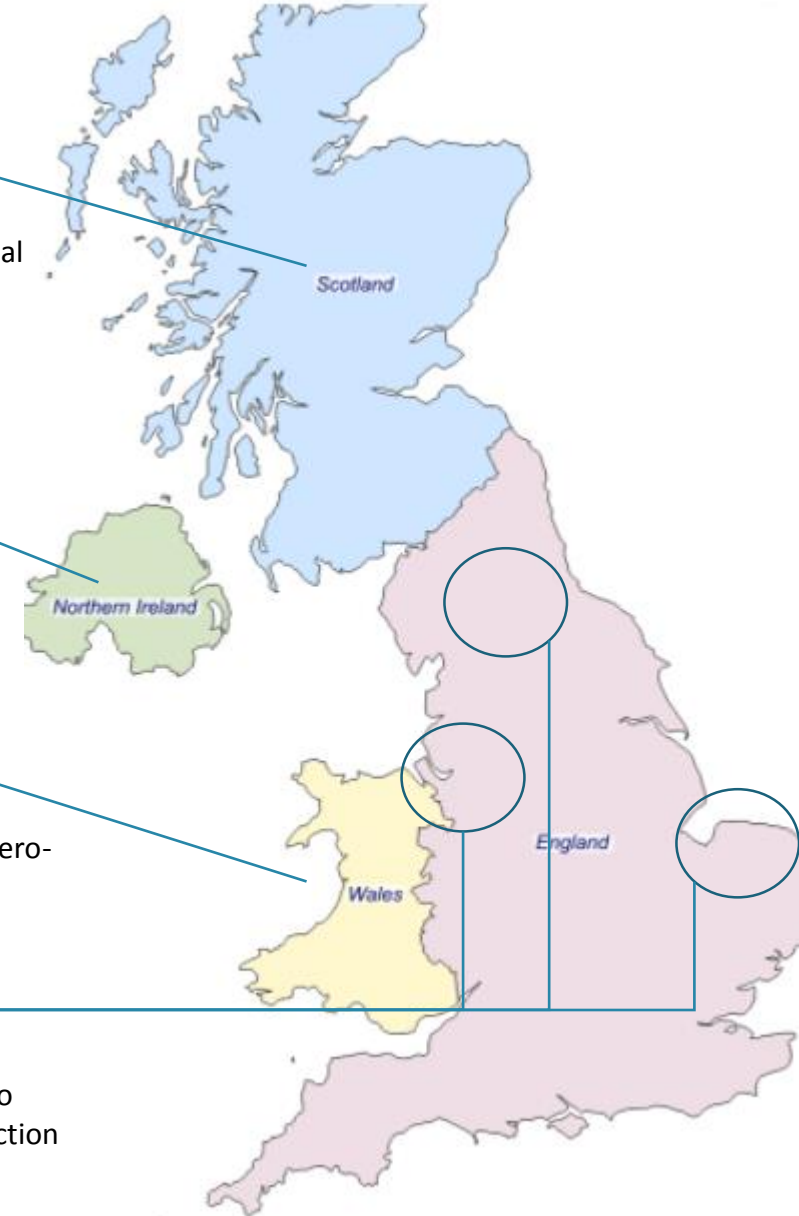 al
Scotland
Northern Ireland
ero-
England
Wales
o
ction